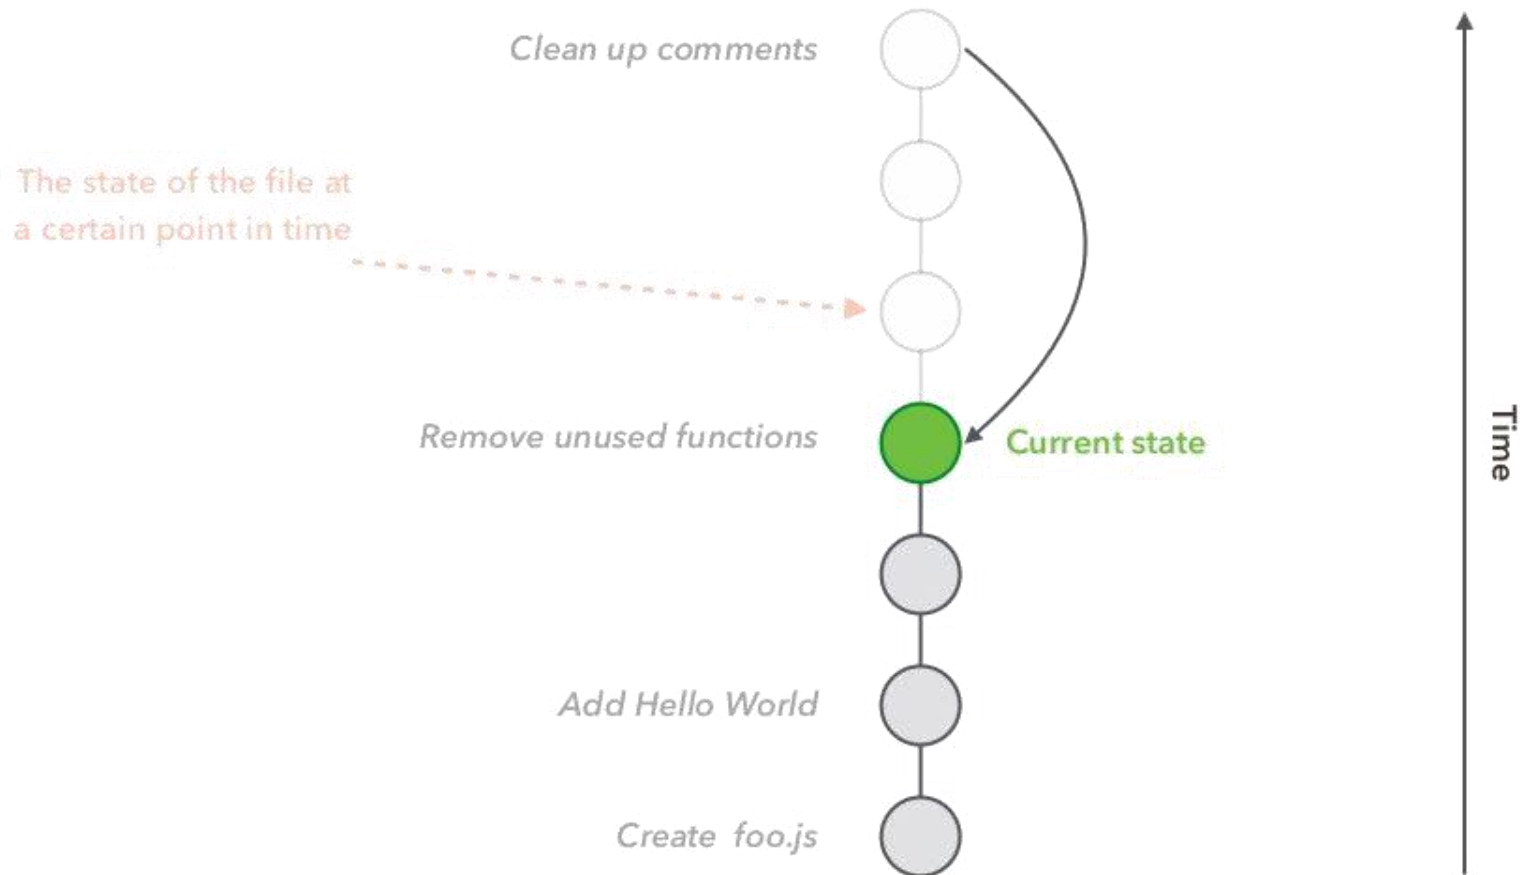 Clean up comments
The state of the file at
a certain point in time
Remove unused functions
Current state
Time
Add Hello World
Create foo.js